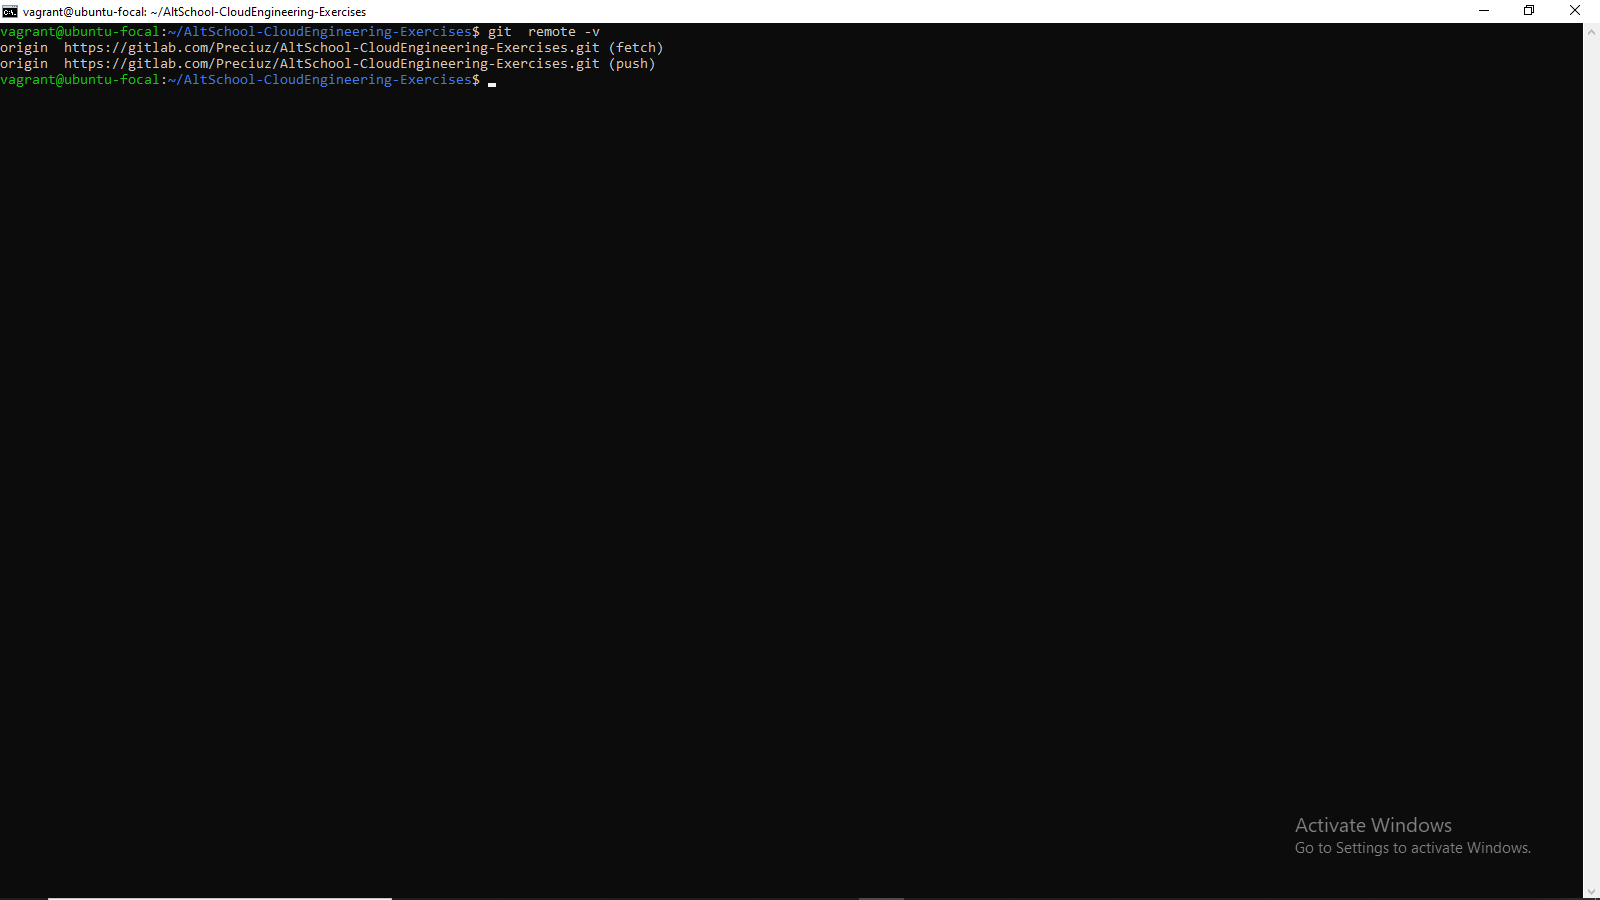 vagrant@ubuntu-focal: ~/AltSchool-CloudEngineering-Exercises
vagrant@ubuntu-focal:~/AltSchool-CloudEngineering-Exercises$ git  remote -v
origin  https://gitlab.com/Preciuz/AltSchool-CloudEngineering-Exercises.git (fetch)
origin  https://gitlab.com/Preciuz/AltSchool-CloudEngineering-Exercises.git (push)
vagrant@ubuntu-focal:~/AltSchool-CloudEngineering-Exercises$
Activate Windows
Go to Settings to activate Windows.